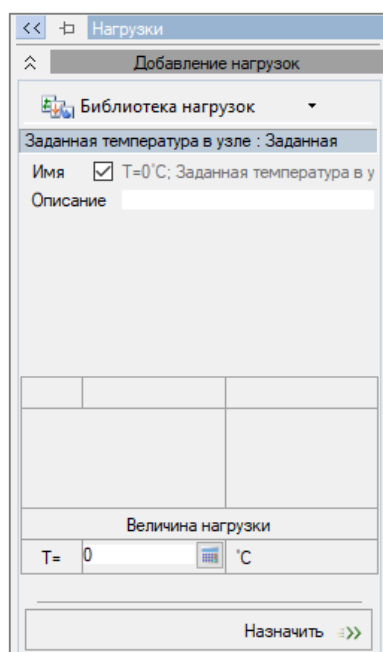 << Нагрузки
Добавление нагрузок
Библиотека нагрузок
Заданная температура в узле : Заданная
Имя T=0°C; Заданная температура в у
Описание
Величина нагрузки
T= 0 °C
Назначить